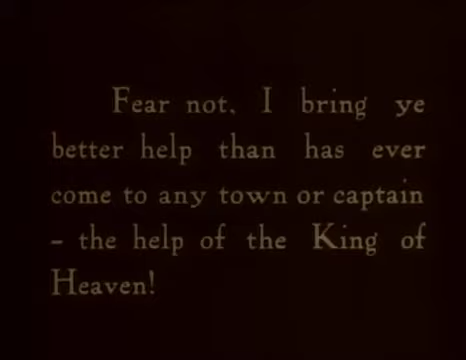 Fear not. I bring ye
better help than has ever
come to any town or captain
- the help of the King of
Heaven!